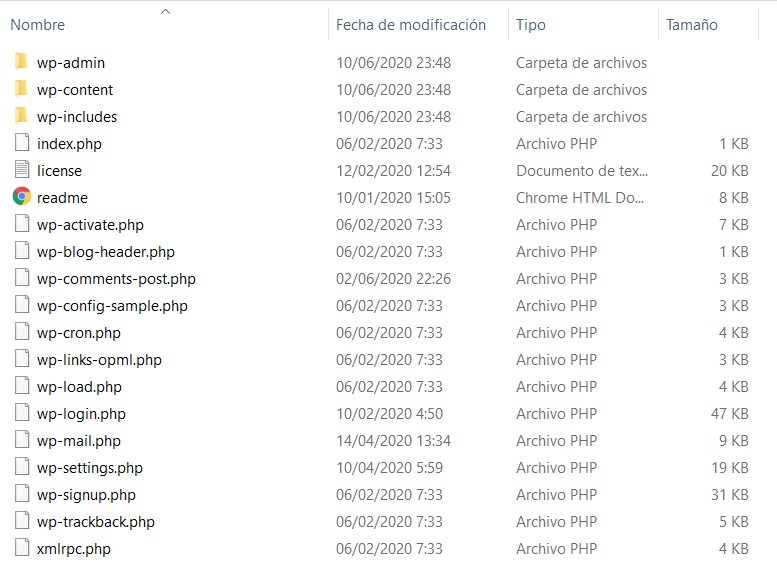 Nombre Fecha de modificación Tipo Tamaño
wp-admin 10/06/2020 23:48 Carpeta de archivos
wp-content 10/06/2020 23:48 Carpeta de archivos
wp-includes 10/06/2020 23:48 Carpeta de archivos
index.php 06/02/2020 7:33 Archivo PHP 1 KB
license 12/02/2020 12:54 Documento de tex... 20 KB
readme 10/01/2020 15:05 Chrome HTML Do... 8 KB
wp-activate.php 06/02/2020 7:33 Archivo PHP 7 KB
wp-blog-header.php 06/02/2020 7:33 Archivo PHP 1 KB
wp-comments-post.php 02/06/2020 22:26 Archivo PHP 3 KB
wp-config-sample.php 06/02/2020 7:33 Archivo PHP 3 KB
wp-cron.php 06/02/2020 7:33 Archivo PHP 4 KB
wp-links-opml.php 06/02/2020 7:33 Archivo PHP 3 KB
wp-load.php 06/02/2020 7:33 Archivo PHP 4 KB
wp-login.php 10/02/2020 4:50 Archivo PHP 47 KB
wp-mail.php 14/04/2020 13:34 Archivo PHP 9 KB
wp-settings.php 10/04/2020 5:59 Archivo PHP 19 KB
wp-signup.php 06/02/2020 7:33 Archivo PHP 31 KB
wp-trackback.php 06/02/2020 7:33 Archivo PHP 5 KB
xmlrpc.php 06/02/2020 7:33 Archivo PHP 4 KB